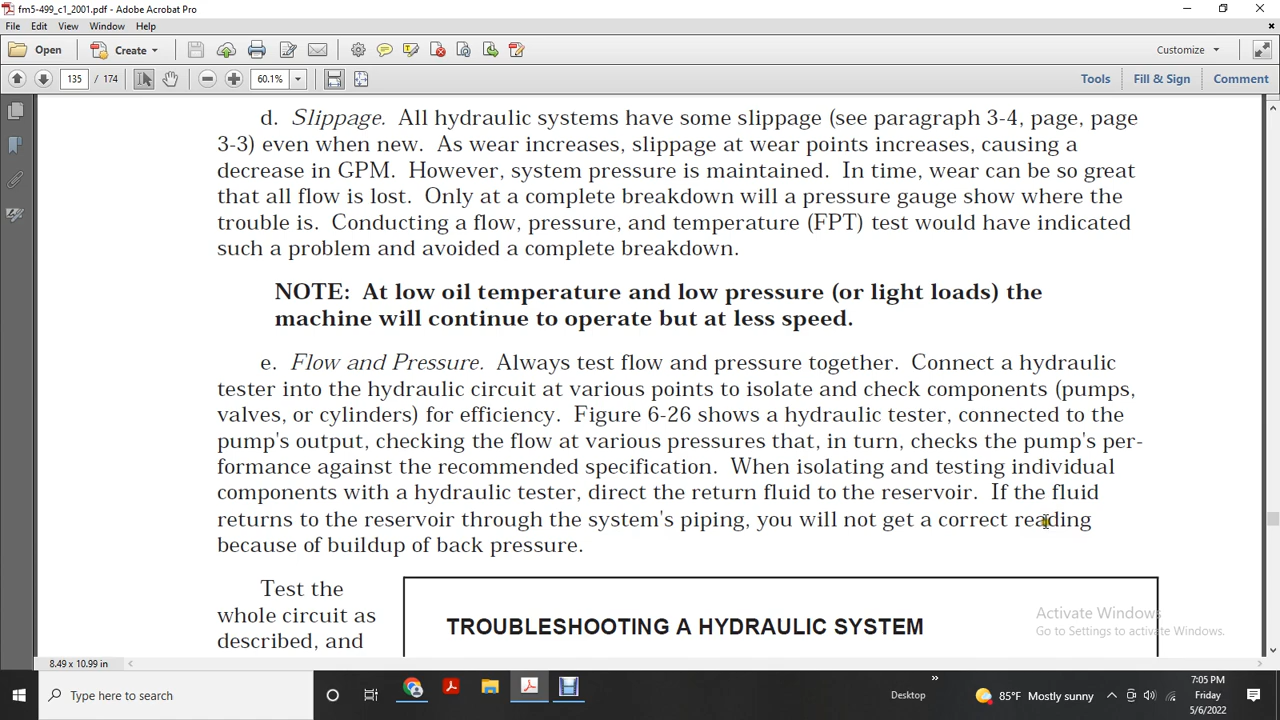 fm5-499_c1_2001.pdf - Adobe Acrobat Pro
File Edit View Window Help
Open Create Customize
135 / 174 60.1% Tools Fill & Sign Comment
d. Slippage. All hydraulic systems have some slippage (see paragraph 3-4, page, page
3-3) even when new. As wear increases, slippage at wear points increases, causing a
decrease in GPM. However, system pressure is maintained. In time, wear can be so great
that all flow is lost. Only at a complete breakdown will a pressure gauge show where the
trouble is. Conducting a flow, pressure, and temperature (FPT) test would have indicated
such a problem and avoided a complete breakdown.
NOTE: At low oil temperature and low pressure (or light loads) the
machine will continue to operate but at less speed.
e. Flow and Pressure. Always test flow and pressure together. Connect a hydraulic
tester into the hydraulic circuit at various points to isolate and check components (pumps,
valves, or cylinders) for efficiency. Figure 6-26 shows a hydraulic tester, connected to the
pump's output, checking the flow at various pressures that, in turn, checks the pump's per-
formance against the recommended specification. When isolating and testing individual
components with a hydraulic tester, direct the return fluid to the reservoir. If the fluid
returns to the reservoir through the system's piping, you will not get a correct reading
because of buildup of back pressure.
Test the
whole circuit as
described, and
TROUBLESHOOTING A HYDRAULIC SYSTEM
Activate Windows
Go to Settings to activate Windows.
8.49 x 10.99 in
Type here to search
Desktop
85°F Mostly sunny
7:05 PM
Friday
5/6/2022